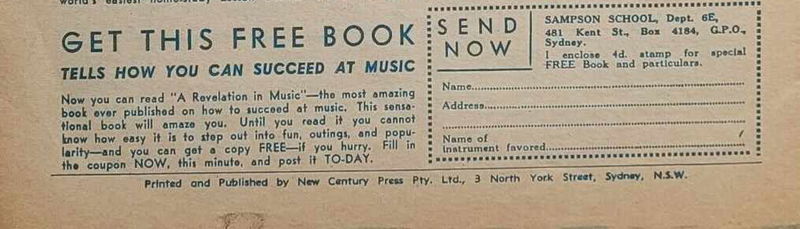 GET THIS FREE BOOK
TELLS HOW YOU CAN SUCCEED AT MUSIC
Now you can read "A Revelation in Music"—the most amazing
book ever published on how to succeed at music. This sensa-
tional book will amaze you. Until you read it you cannot
know how easy it is to step out into fun, outings, and popu-
larity—and you can get a copy FREE—if you hurry. Fill in
the coupon NOW, this minute, and post it TO-DAY.
SEND
NOW
SAMPSON SCHOOL, Dept. 6E,
481 Kent St., Box 4184, G.P.O.,
Sydney.
I enclose 4d. stamp for special
FREE Book and particulars.
Name
Address
Name of
instrument favored
Printed and Published by New Century Press Pty. Ltd., 3 North York Street, Sydney, N.S.W.